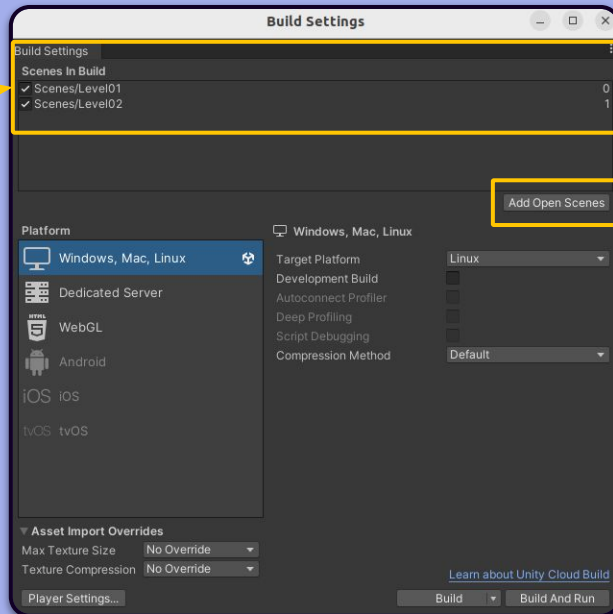 Build Settings
Build Settings
Scenes In Build
Scenes/Level01 0
Scenes/Level02 1
Add Open Scenes
Platform
Windows, Mac, Linux
Dedicated Server
HTML 5 WebGL
Android
iOS iOS
tvOS tvOS
Windows, Mac, Linux
Target Platform Linux
Development Build
Autoconnect Profiler
Deep Profiling
Script Debugging
Compression Method Default
Asset Import Overrides
Max Texture Size No Override
Texture Compression No Override
Learn about Unity Cloud Build
Player Settings... Build Build And Run